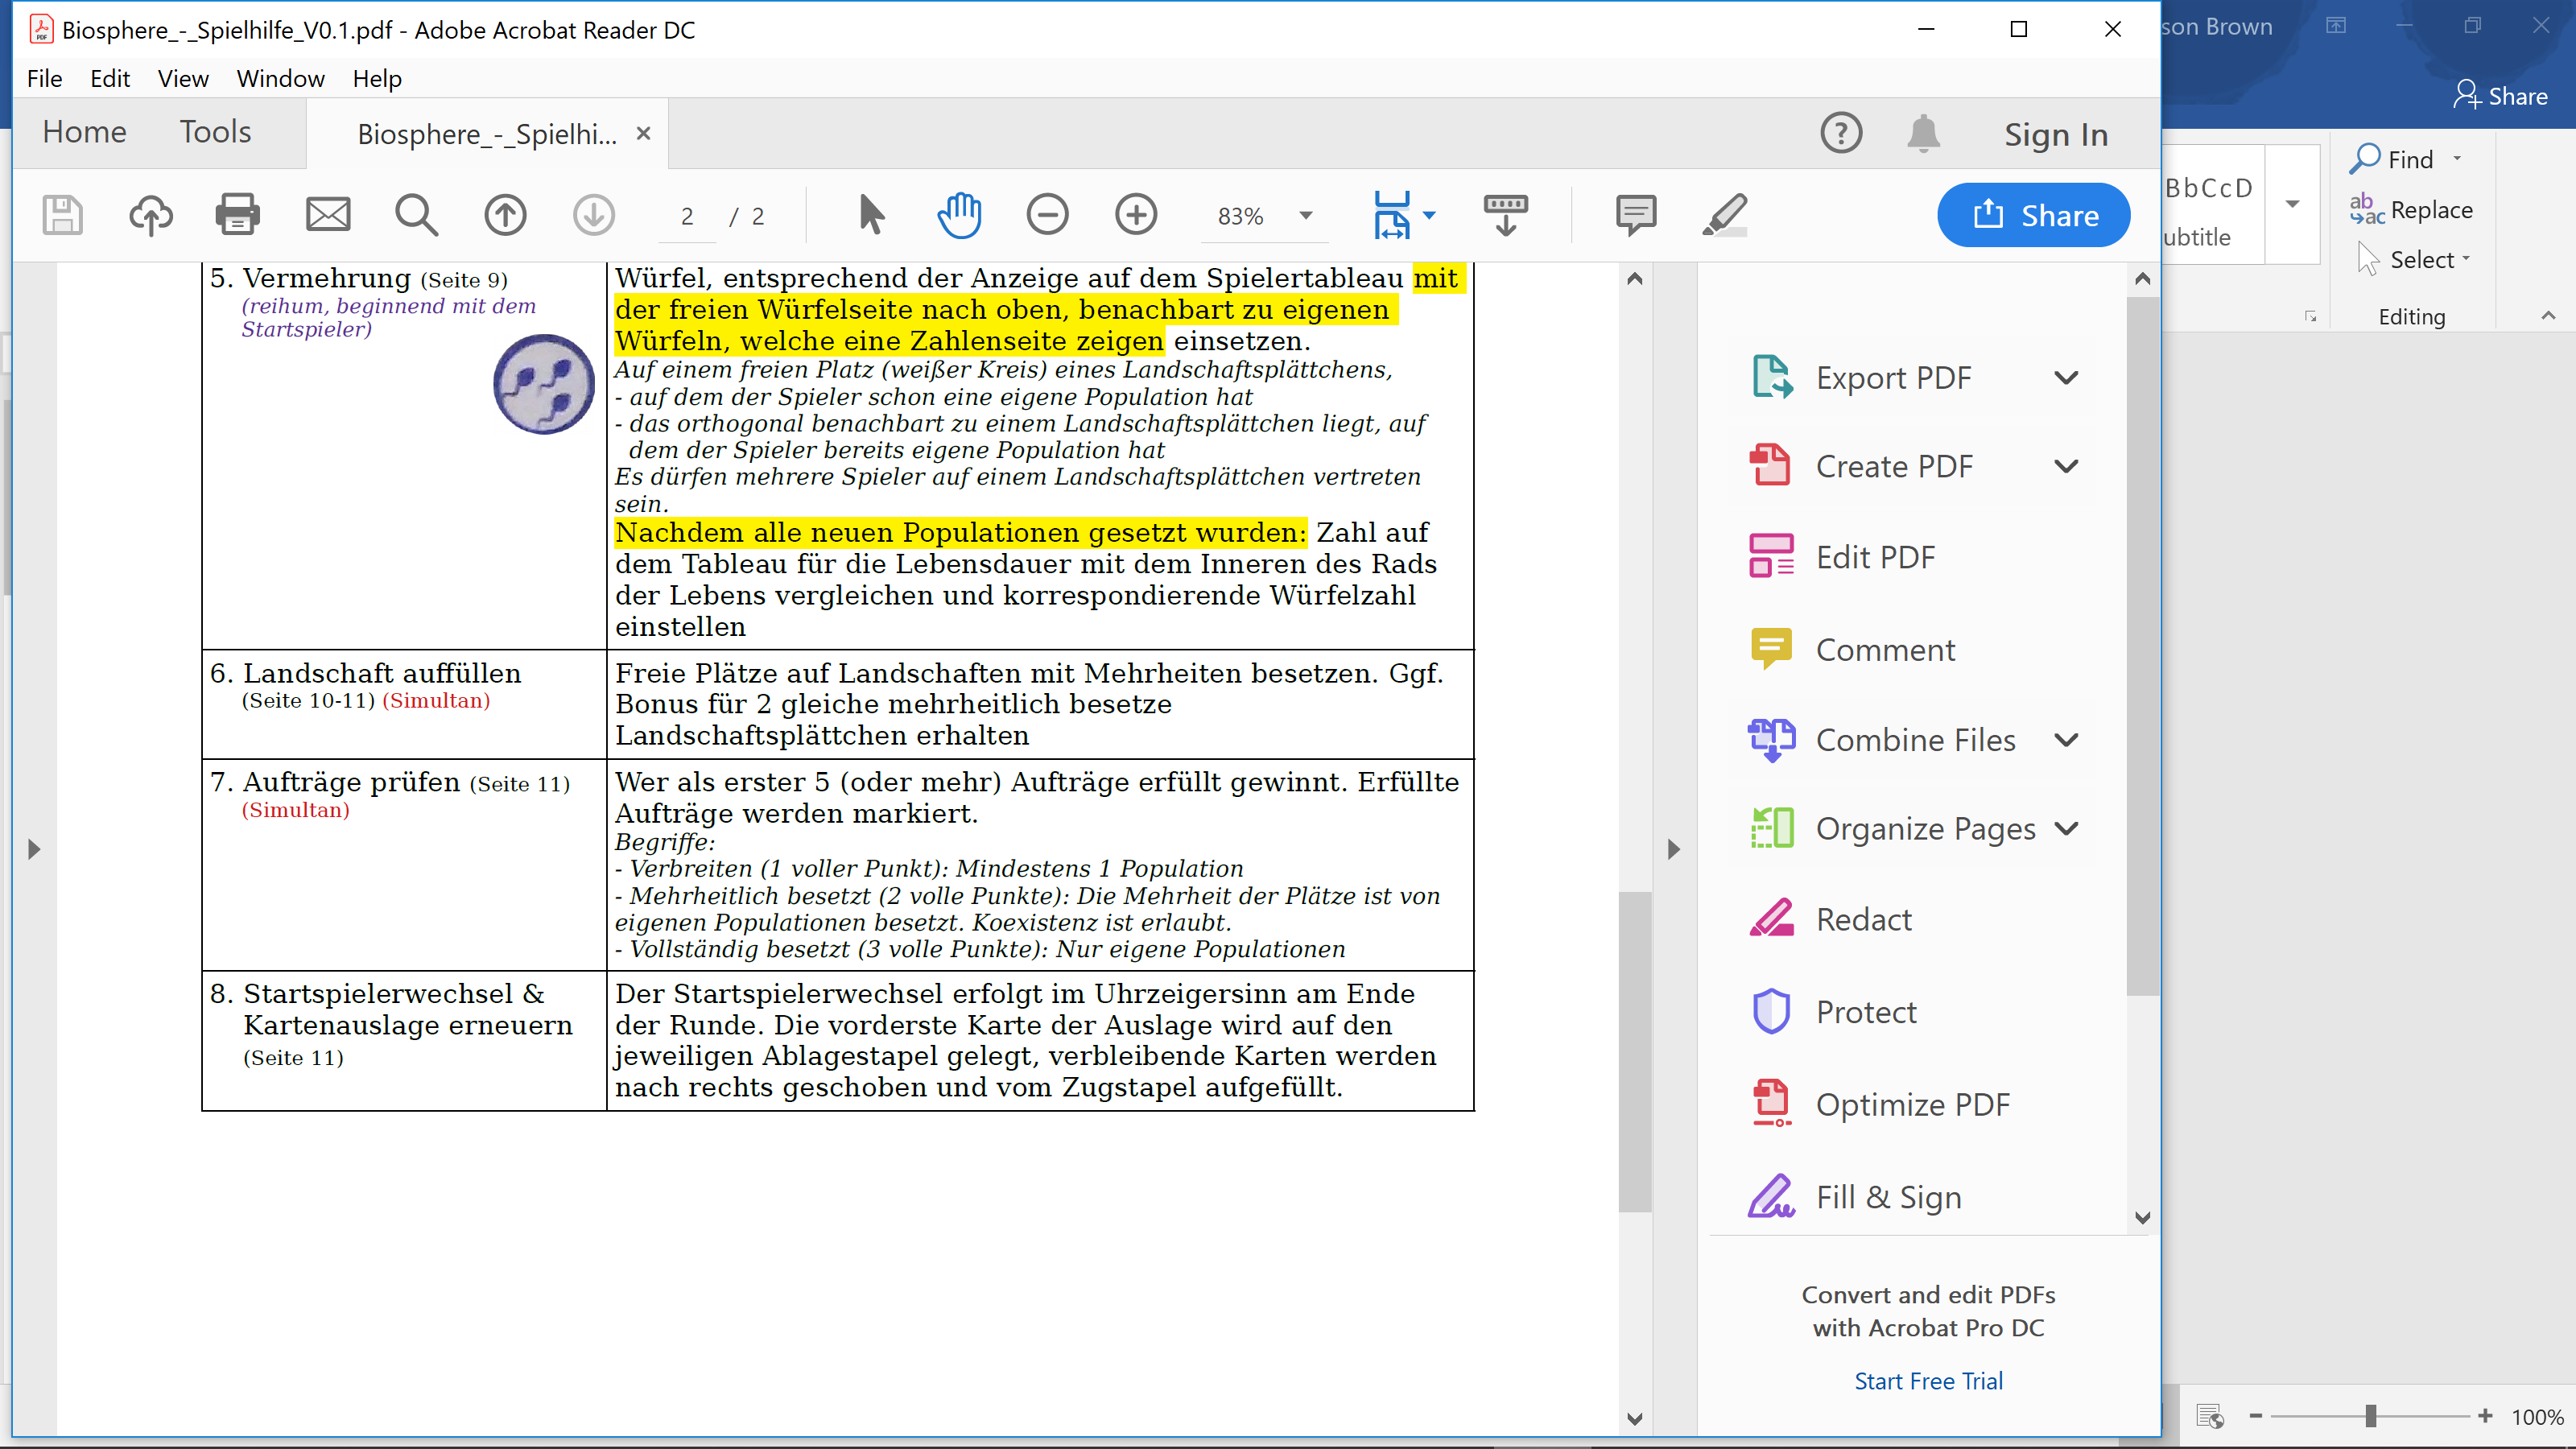 Biosphere_-_Spielhilfe_V0.1.pdf - Adobe Acrobat Reader DC
File Edit View Window Help
Home Tools Biosphere_-_Spielhi... Sign In
2 / 2 83% Share
5. Vermehrung (Seite 9)
(reihum, beginnend mit dem
Startspieler)
Würfel, entsprechend der Anzeige auf dem Spielertableau mit
der freien Würfelseite nach oben, benachbart zu eigenen
Würfeln, welche eine Zahlenseite zeigen einsetzen.
Auf einem freien Platz (weißer Kreis) eines Landschaftsplättchens,
- auf dem der Spieler schon eine eigene Population hat
- das orthogonal benachbart zu einem Landschaftsplättchen liegt, auf
dem der Spieler bereits eigene Population hat
Es dürfen mehrere Spieler auf einem Landschaftsplättchen vertreten
sein.
Nachdem alle neuen Populationen gesetzt wurden: Zahl auf
dem Tableau für die Lebensdauer mit dem Inneren des Rads
der Lebens vergleichen und korrespondierende Würfelzahl
einstellen
6. Landschaft auffüllen
(Seite 10-11) (Simultan)
Freie Plätze auf Landschaften mit Mehrheiten besetzen. Ggf.
Bonus für 2 gleiche mehrheitlich besetze
Landschaftsplättchen erhalten
7. Aufträge prüfen (Seite 11)
(Simultan)
Wer als erster 5 (oder mehr) Aufträge erfüllt gewinnt. Erfüllte
Aufträge werden markiert.
Begriffe:
- Verbreiten (1 voller Punkt): Mindestens 1 Population
- Mehrheitlich besetzt (2 volle Punkte): Die Mehrheit der Plätze ist von
eigenen Populationen besetzt. Koexistenz ist erlaubt.
- Vollständig besetzt (3 volle Punkte): Nur eigene Populationen
8. Startspielerwechsel &
Kartenauslage erneuern
(Seite 11)
Der Startspielerwechsel erfolgt im Uhrzeigersinn am Ende
der Runde. Die vorderste Karte der Auslage wird auf den
jeweiligen Ablagestapel gelegt, verbleibende Karten werden
nach rechts geschoben und vom Zugstapel aufgefüllt.
Export PDF
Create PDF
Edit PDF
Comment
Combine Files
Organize Pages
Redact
Protect
Optimize PDF
Fill & Sign
Convert and edit PDFs
with Acrobat Pro DC
Start Free Trial
son Brown
Share
BbCcD
ubtitle
Find
Replace
Select
Editing
100%